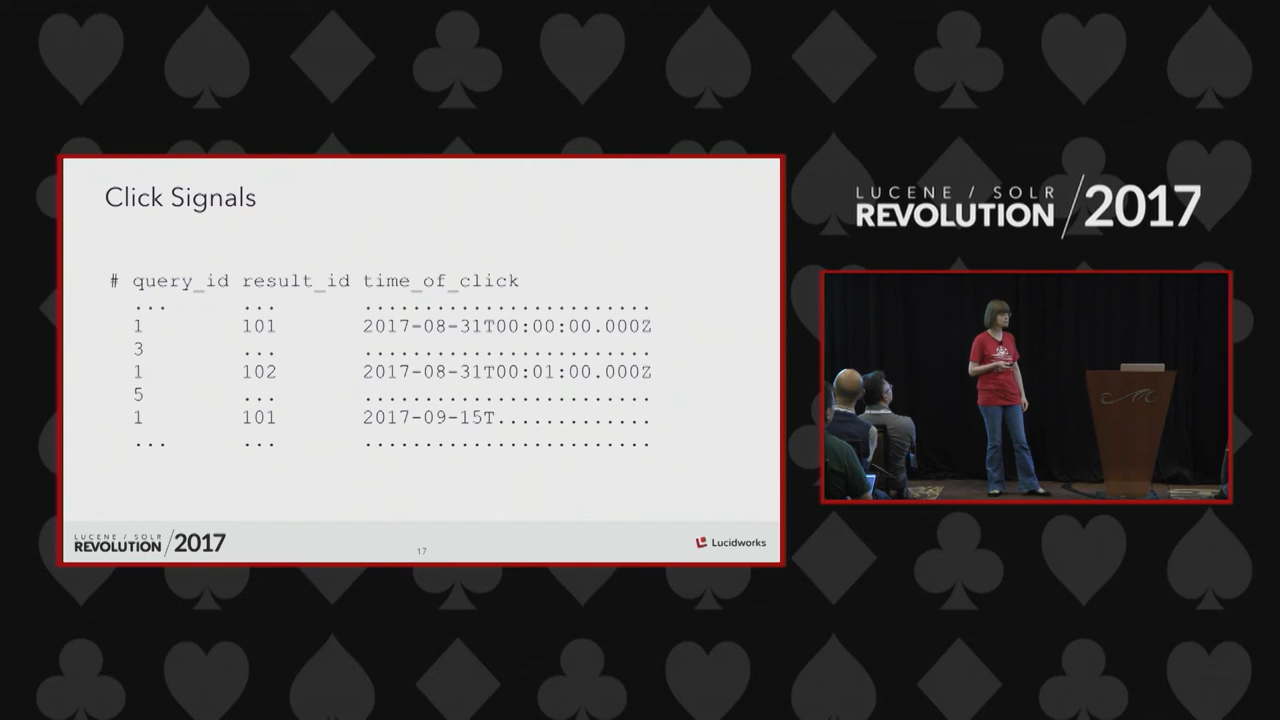 Click Signals
# query_id result_id time_of_click
... ... ........................
1 101 2017-08-31T00:00:00.000Z
3 ... ........................
1 102 2017-08-31T00:01:00.000Z
5 ... ........................
1 101 2017-09-15T.............
... ... ........................
LUCENE / SOLR
REVOLUTION /2017
17
Lucidworks
LUCENE / SOLR
REVOLUTION /2017